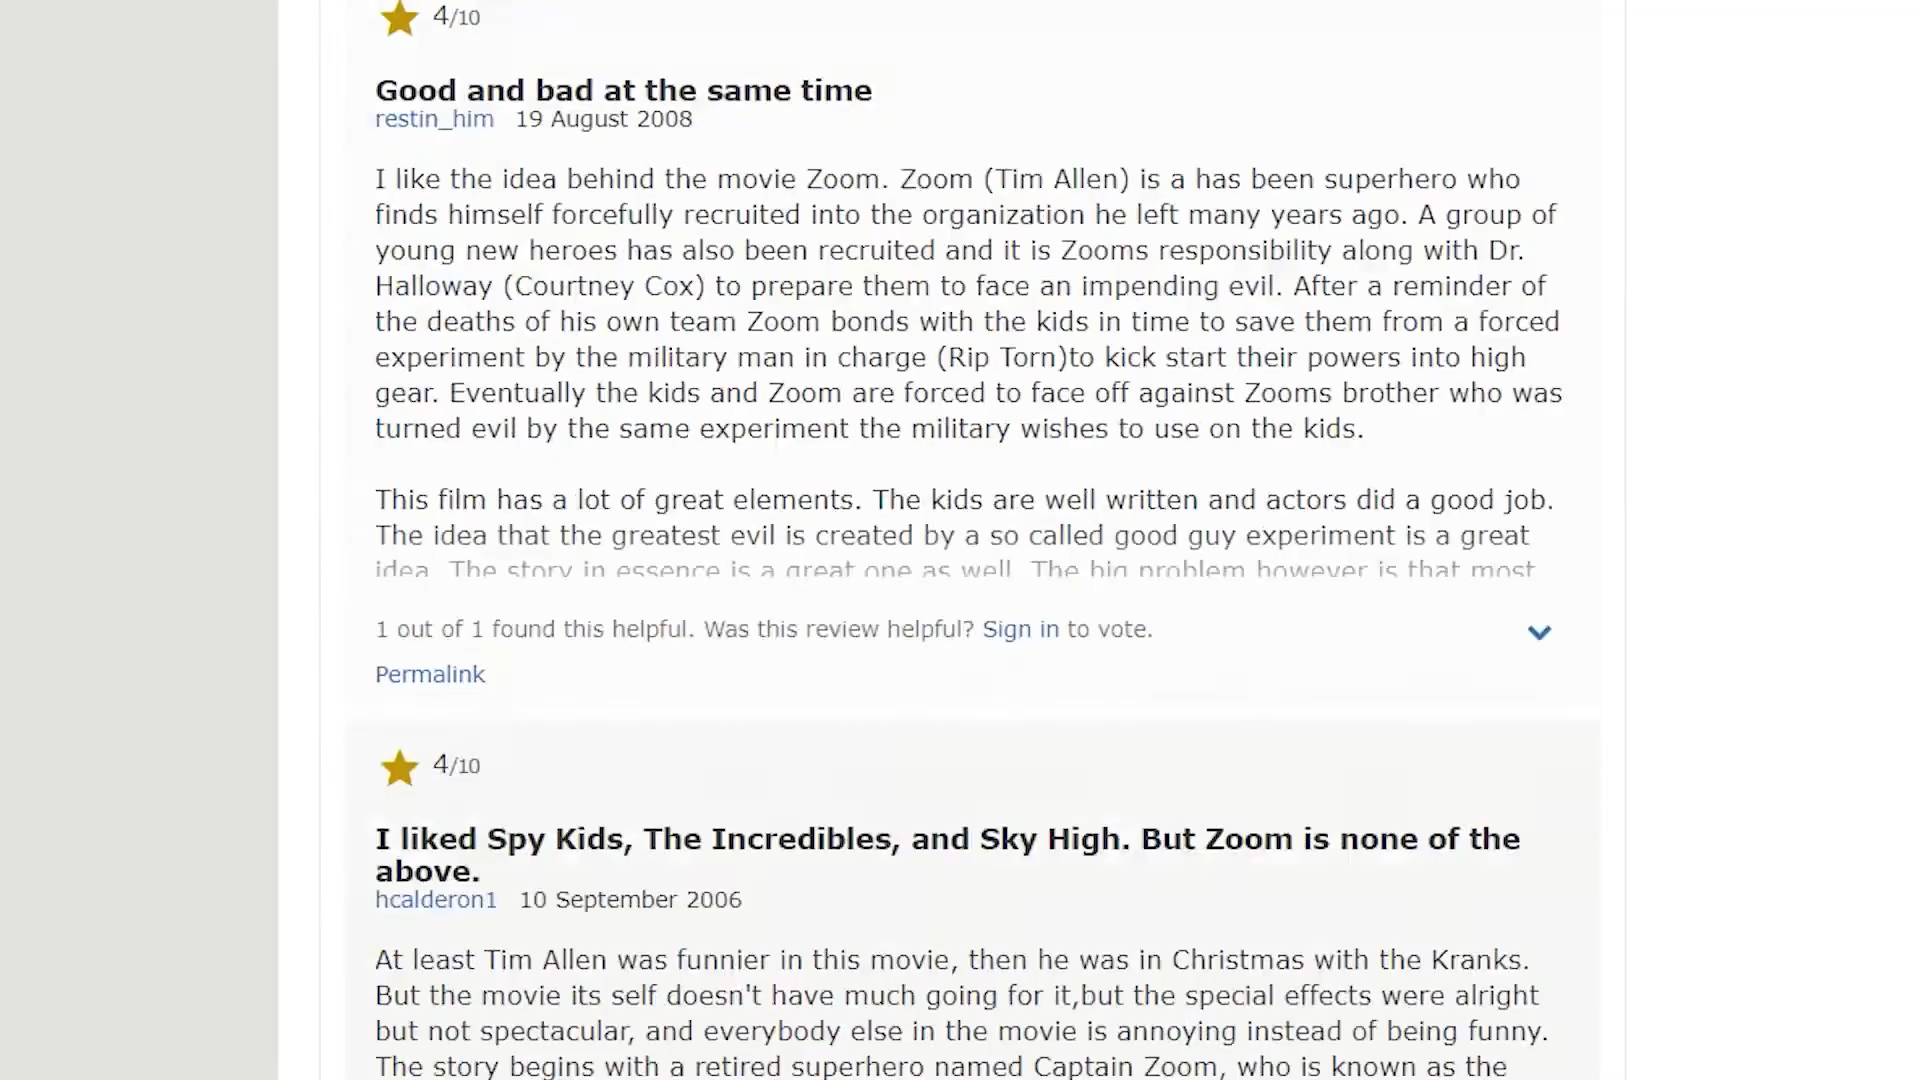 4/10
Good and bad at the same time
restin_him 19 August 2008
I like the idea behind the movie Zoom. Zoom (Tim Allen) is a has been superhero who
finds himself forcefully recruited into the organization he left many years ago. A group of
young new heroes has also been recruited and it is Zooms responsibility along with Dr.
Halloway (Courtney Cox) to prepare them to face an impending evil. After a reminder of
the deaths of his own team Zoom bonds with the kids in time to save them from a forced
experiment by the military man in charge (Rip Torn)to kick start their powers into high
gear. Eventually the kids and Zoom are forced to face off against Zooms brother who was
turned evil by the same experiment the military wishes to use on the kids.
This film has a lot of great elements. The kids are well written and actors did a good job.
The idea that the greatest evil is created by a so called good guy experiment is a great
idea. The story in essence is a great one as well. The big problem however is that most
1 out of 1 found this helpful. Was this review helpful? Sign in to vote.
Permalink
4/10
I liked Spy Kids, The Incredibles, and Sky High. But Zoom is none of the
above.
hcalderon1 10 September 2006
At least Tim Allen was funnier in this movie, then he was in Christmas with the Kranks.
But the movie its self doesn't have much going for it,but the special effects were alright
but not spectacular, and everybody else in the movie is annoying instead of being funny.
The story begins with a retired superhero named Captain Zoom, who is known as the